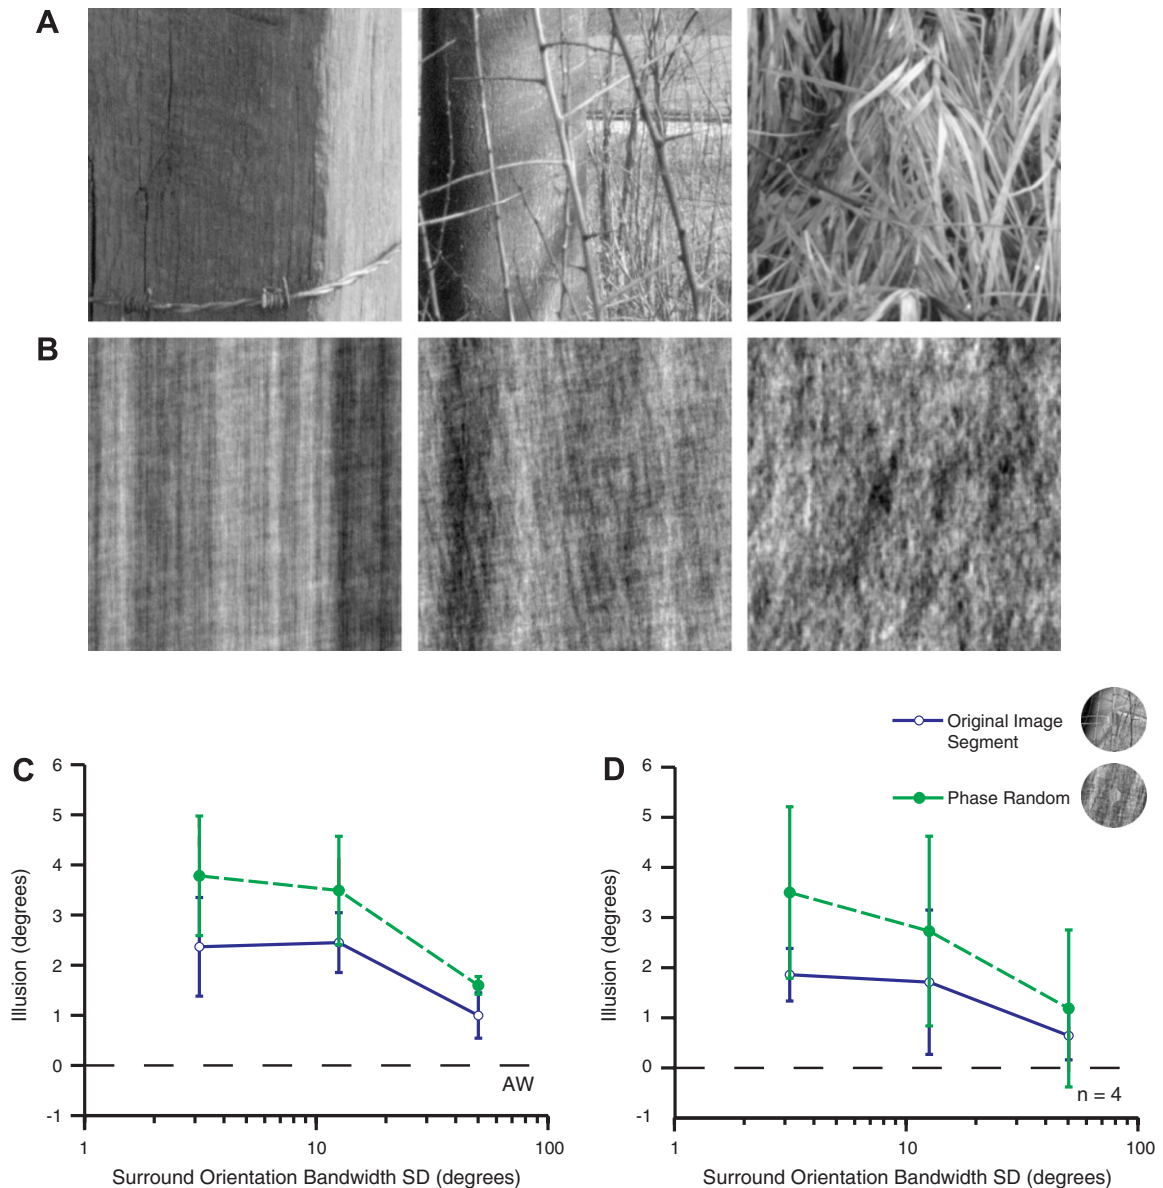 A
B
Original Image
Segment
Phase Random
C
6
5
4
3
2
1
0
-1
Illusion (degrees)
AW
1
10
100
Surround Orientation Bandwidth SD (degrees)
D
6
5
4
3
2
1
0
-1
Illusion (degrees)
n = 4
1
10
100
Surround Orientation Bandwidth SD (degrees)